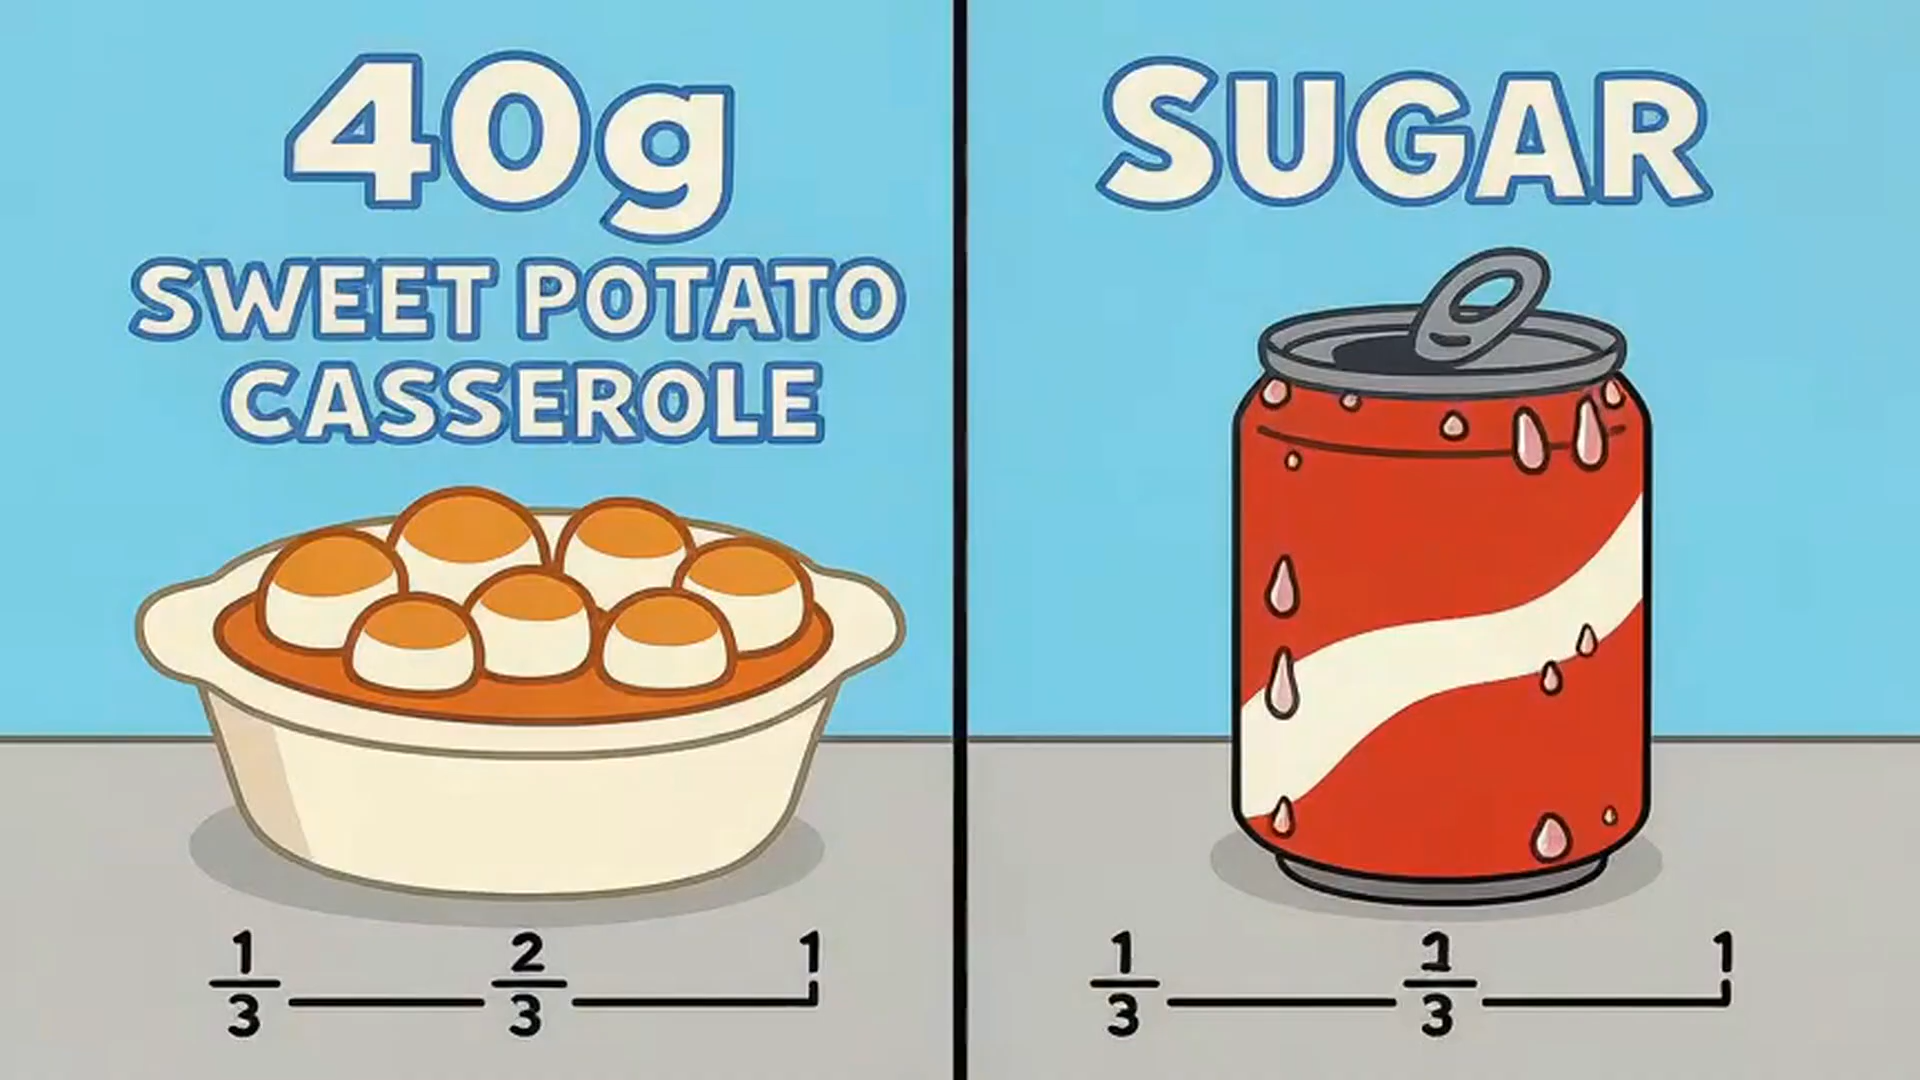 40g
SWEET POTATO
CASSEROLE
1/3 2/3 1
SUGAR
1/3 1/3 1